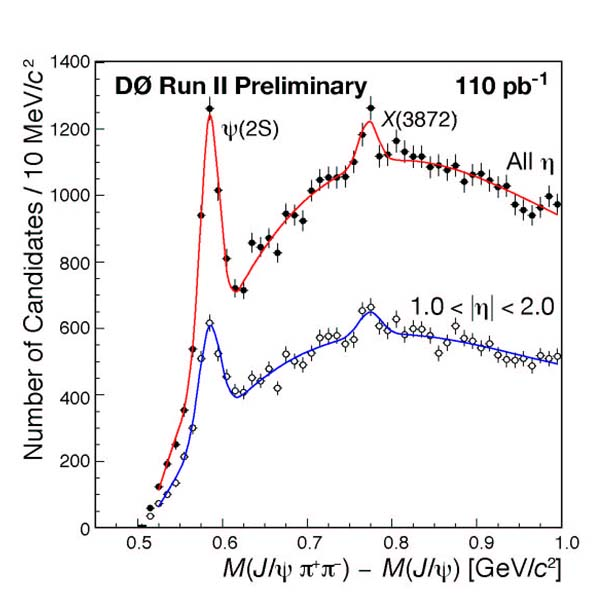 DØ Run II Preliminary 110 pb⁻¹
ψ(2S)
X(3872)
All η
1.0 < |η| < 2.0
Number of Candidates / 10 MeV/c²
1400
1200
1000
800
600
400
200
0
0.5 0.6 0.7 0.8 0.9 1.0
M(J/ψ π⁺π⁻) − M(J/ψ) [GeV/c²]